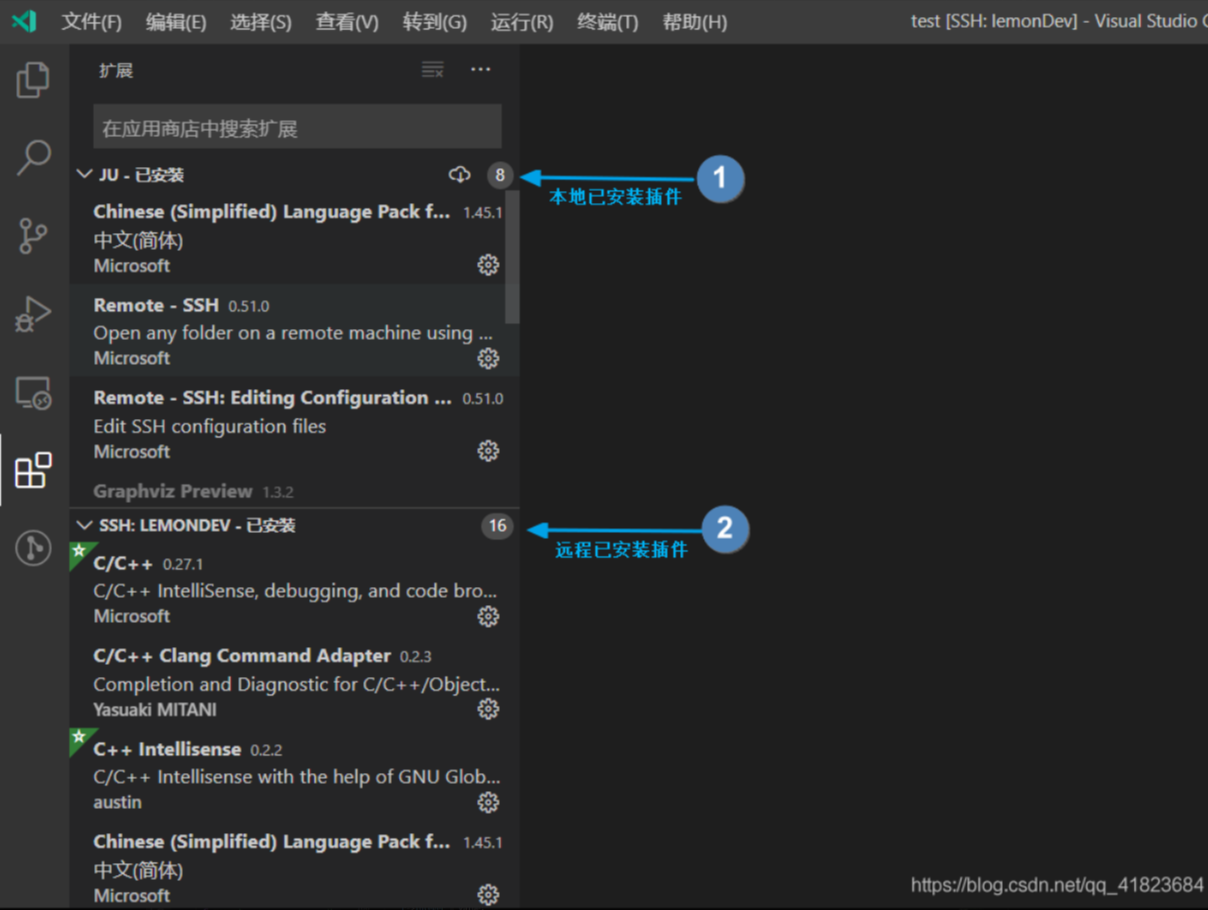 文件(F) 编辑(E) 选择(S) 查看(V) 转到(G) 运行(R) 终端(T) 帮助(H) test [SSH: lemonDev] - Visual Studio
扩展
在应用商店中搜索扩展
JU - 已安装 8
1
本地已安装插件
Chinese (Simplified) Language Pack f... 1.45.1
中文(简体)
Microsoft
Remote - SSH 0.51.0
Open any folder on a remote machine using ...
Microsoft
Remote - SSH: Editing Configuration ... 0.51.0
Edit SSH configuration files
Microsoft
Graphviz Preview 1.3.2
SSH: LEMONDEV - 已安装 16
2
远程已安装插件
C/C++ 0.27.1
C/C++ IntelliSense, debugging, and code bro...
Microsoft
C/C++ Clang Command Adapter 0.2.3
Completion and Diagnostic for C/C++/Object...
Yasuaki MITANI
C++ Intellisense 0.2.2
C/C++ Intellisense with the help of GNU Glob...
austin
Chinese (Simplified) Language Pack f... 1.45.1
中文(简体)
Microsoft
https://blog.csdn.net/qq_41823684